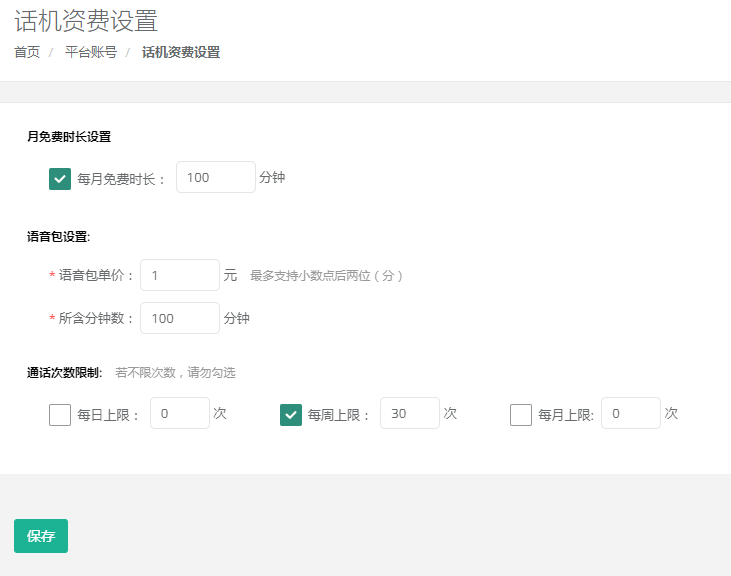 话机资费设置
首页 / 平台账号 / 话机资费设置
月免费时长设置
每月免费时长： 100 分钟
语音包设置:
* 语音包单价： 1 元 最多支持小数点后两位（分）
* 所含分钟数： 100 分钟
通话次数限制: 若不限次数，请勿勾选
每日上限： 0 次 每周上限： 30 次 每月上限: 0 次
保存